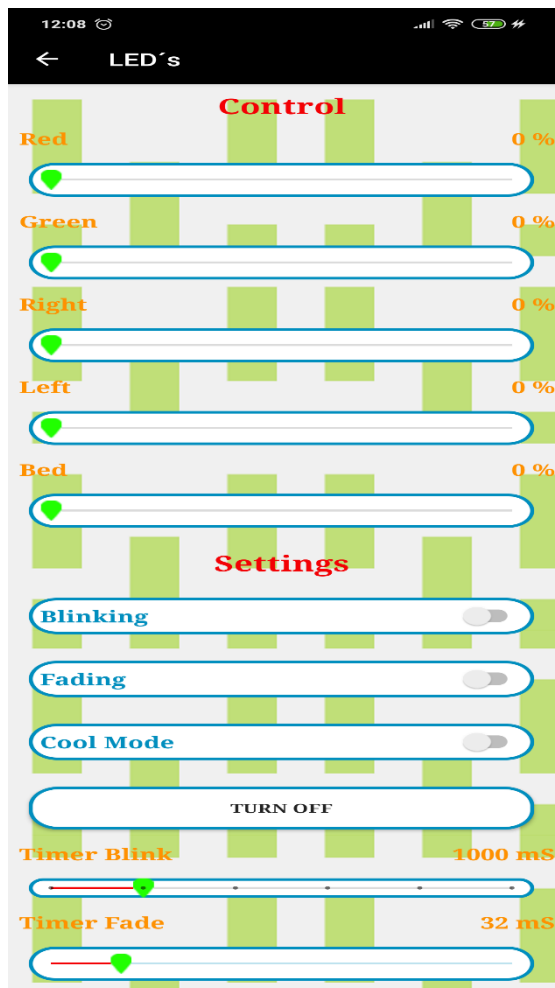 12:08 57
LED´s
Control
Red 0 %
Green 0 %
Right 0 %
Left 0 %
Bed 0 %
Settings
Blinking
Fading
Cool Mode
TURN OFF
Timer Blink 1000 mS
Timer Fade 32 mS